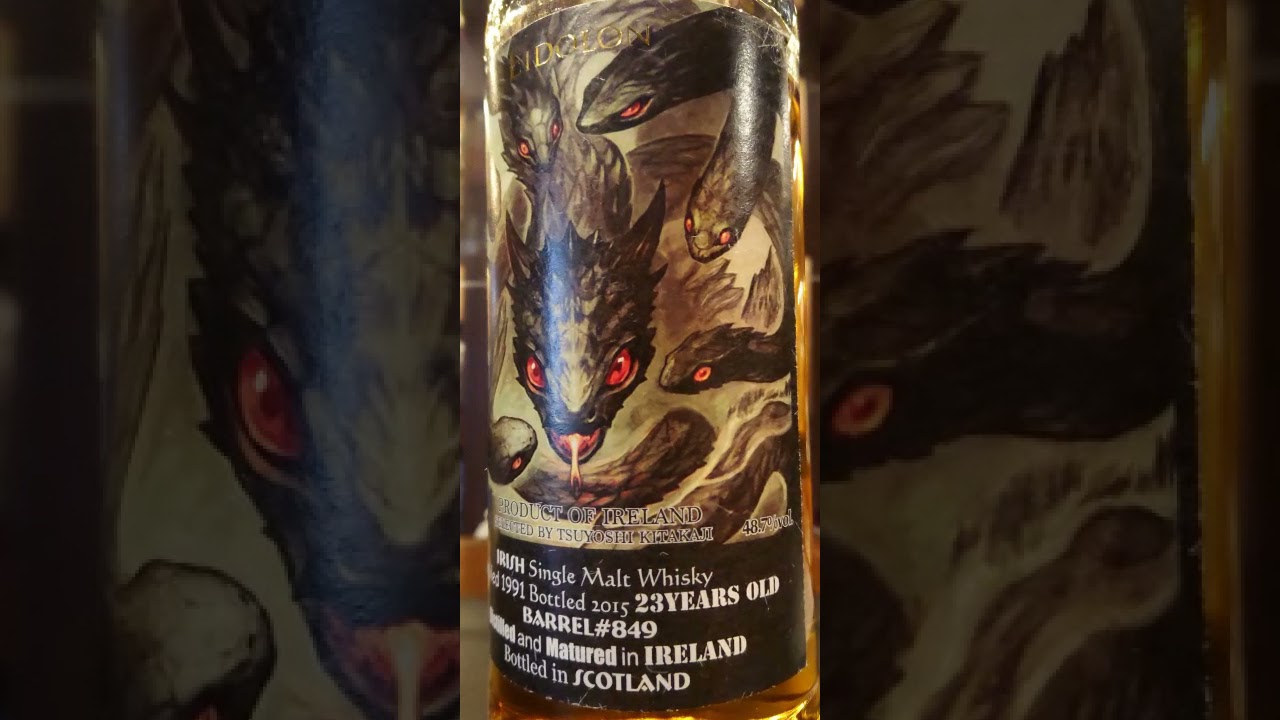 ENDOLON
PRODUCT OF IRELAND
SELECTED BY TSUYOSHI KITAKAJI
48.7%vol.
IRISH Single Malt Whisky
1991 Bottled 2015 23YEARS OLD
BARREL#849
and Matured in IRELAND
Bottled in SCOTLAND